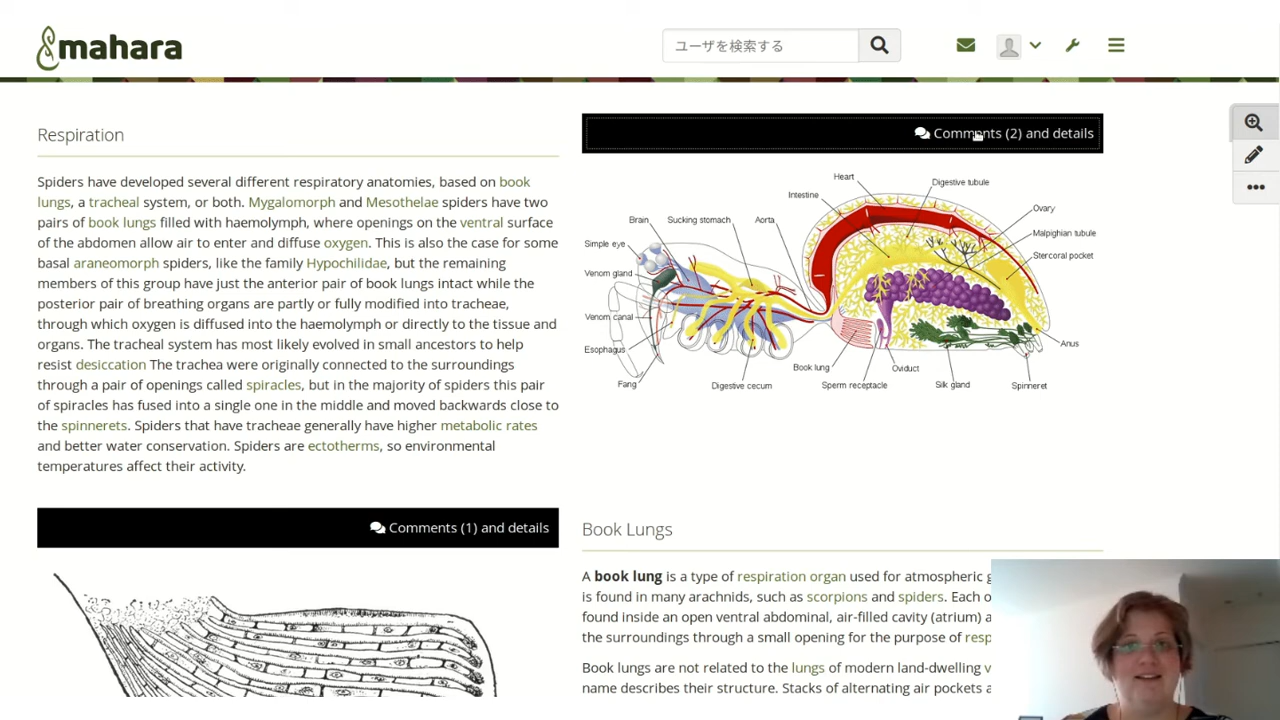 mahara
ユーザを検索する
Respiration
Spiders have developed several different respiratory anatomies, based on book
lungs, a tracheal system, or both. Mygalomorph and Mesothelae spiders have two
pairs of book lungs filled with haemolymph, where openings on the ventral surface
of the abdomen allow air to enter and diffuse oxygen. This is also the case for some
basal araneomorph spiders, like the family Hypochilidae, but the remaining
members of this group have just the anterior pair of book lungs intact while the
posterior pair of breathing organs are partly or fully modified into tracheae,
through which oxygen is diffused into the haemolymph or directly to the tissue and
organs. The tracheal system has most likely evolved in small ancestors to help
resist desiccation The trachea were originally connected to the surroundings
through a pair of openings called spiracles, but in the majority of spiders this pair
of spiracles has fused into a single one in the middle and moved backwards close to
the spinnerets. Spiders that have tracheae generally have higher metabolic rates
and better water conservation. Spiders are ectotherms, so environmental
temperatures affect their activity.
Comments (2) and details
Heart
Digestive tubule
Intestine
Ovary
Brain
Sucking stomach
Aorta
Malpighian tubule
Simple eye
Stercoral pocket
Venom gland
Venom canal
Esophagus
Anus
Book lung
Oviduct
Fang
Digestive cecum
Sperm receptacle
Silk gland
Spinneret
Comments (1) and details
Book Lungs
A book lung is a type of respiration organ used for atmospheric
is found in many arachnids, such as scorpions and spiders. Each o
found inside an open ventral abdominal, air-filled cavity (atrium) a
the surroundings through a small opening for the purpose of resp
Book lungs are not related to the lungs of modern land-dwelling v
name describes their structure. Stacks of alternating air pockets a